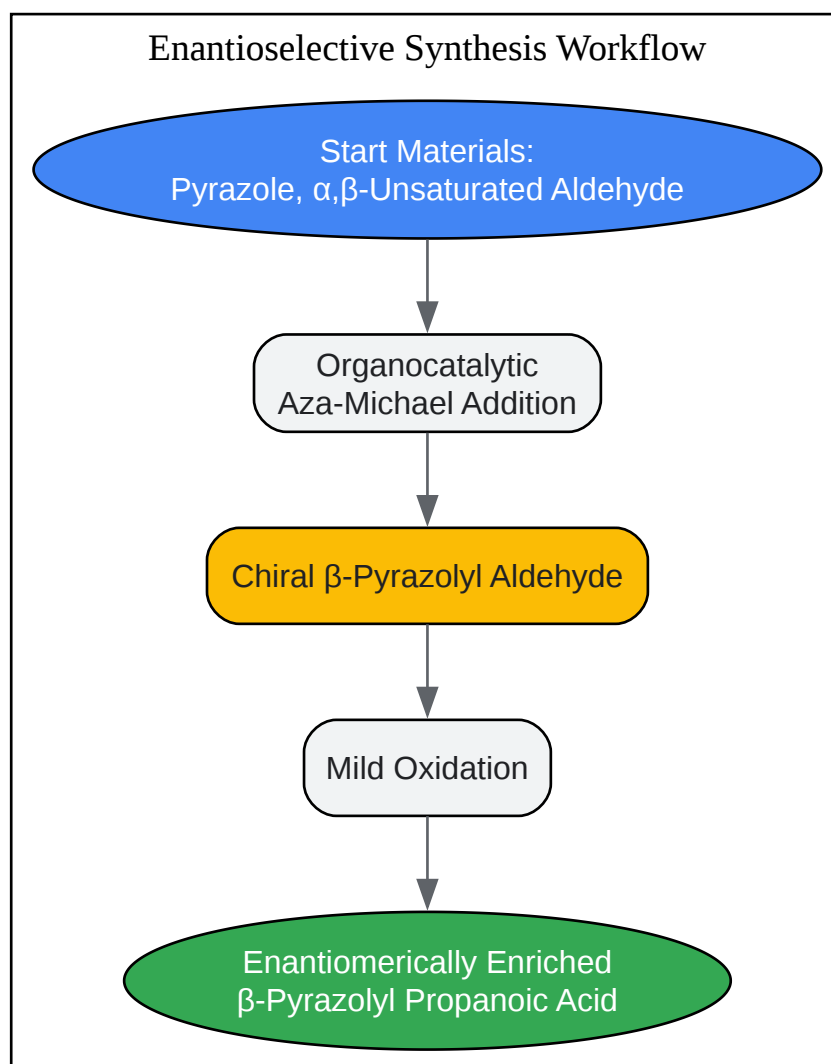 Enantioselective Synthesis Workflow
Start Materials:
Pyrazole, α,β-Unsaturated Aldehyde
Organocatalytic
Aza-Michael Addition
Chiral β-Pyrazolyl Aldehyde
Mild Oxidation
Enantiomerically Enriched
β-Pyrazolyl Propanoic Acid